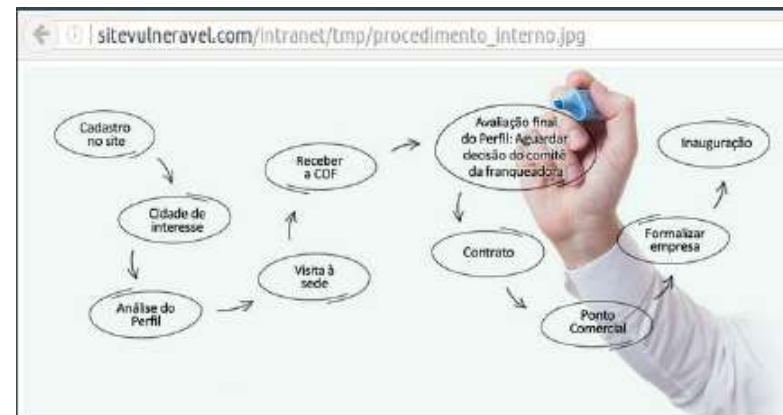 sitevulneravel.com/intranet/tmp/procedimento_interno.jpg
Cadastro
no site
Cidade de
interesse
Análise do
Perfil
Visita à
sede
Receber
a COF
Avaliação final
do Perfil: Aguardar
decisão do comitê
da franqueadora
Contrato
Ponto
Comercial
Formalizar
empresa
Inauguração